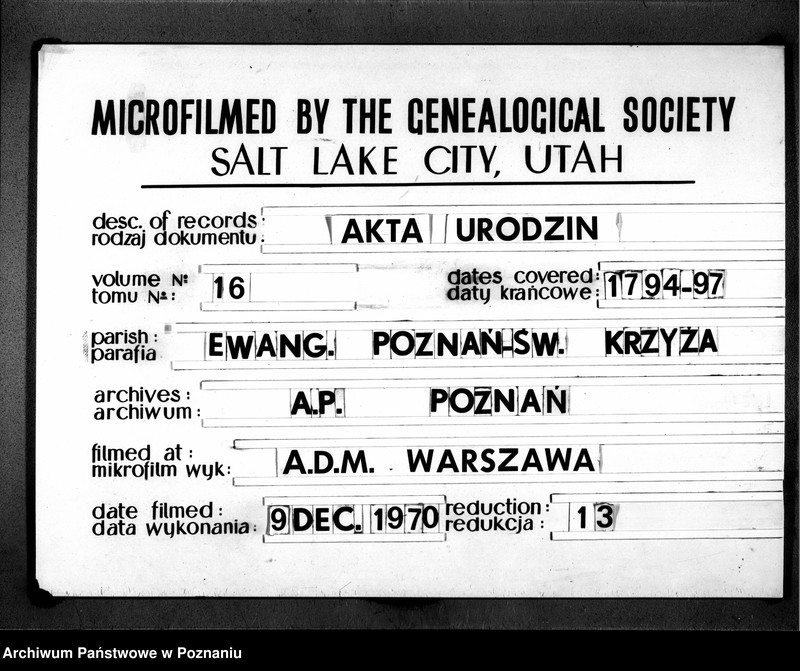 MICROFILMED BY THE GENEALOGICAL SOCIETY
SALT LAKE CITY, UTAH
desc. of records: AKTA URODZIN
rodzaj dokumentu:
volume № 16 dates covered: 1794-97
tomu №: daty krańcowe:
parish: EWANG. POZNAŃ-ŚW. KRZYŻA
parafia
archives: A.P. POZNAŃ
archiwum:
filmed at: A.D.M. WARSZAWA
mikrofilm wyk:
date filmed: 9 DEC. 1970 reduction: 13
data wykonania: redukcja:
Archiwum Państwowe w Poznaniu